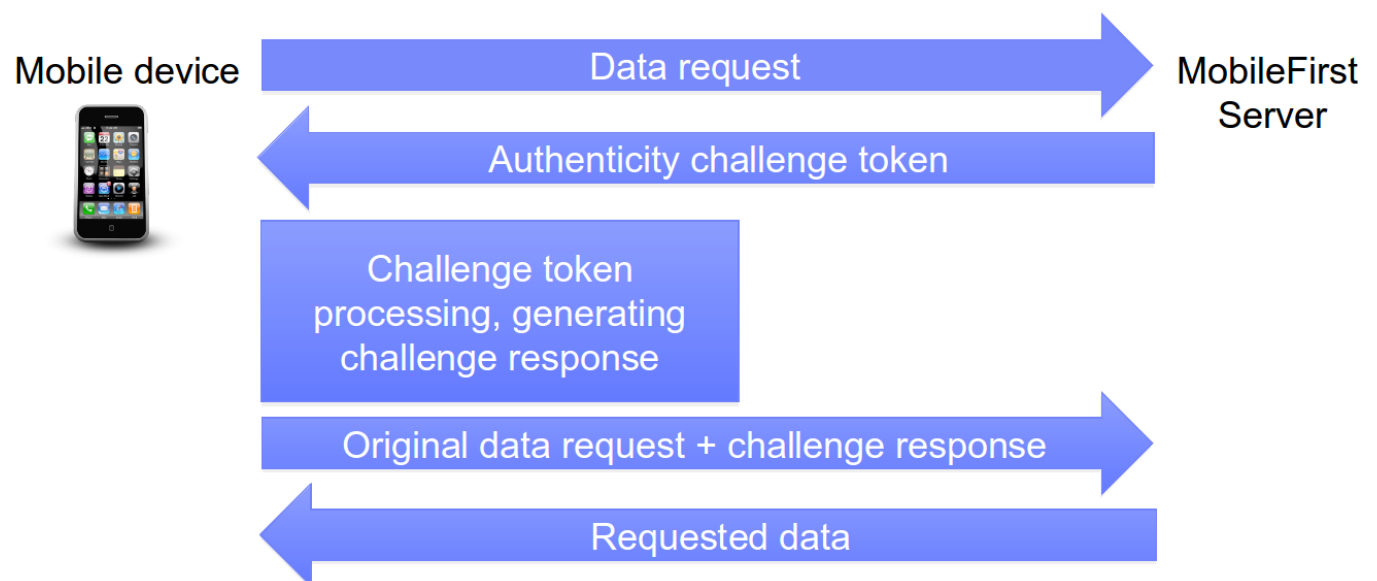 Data request
Mobile device
MobileFirst
Server
Authenticity challenge token
Challenge token
processing, generating
challenge response
Original data request + challenge response
Requested data